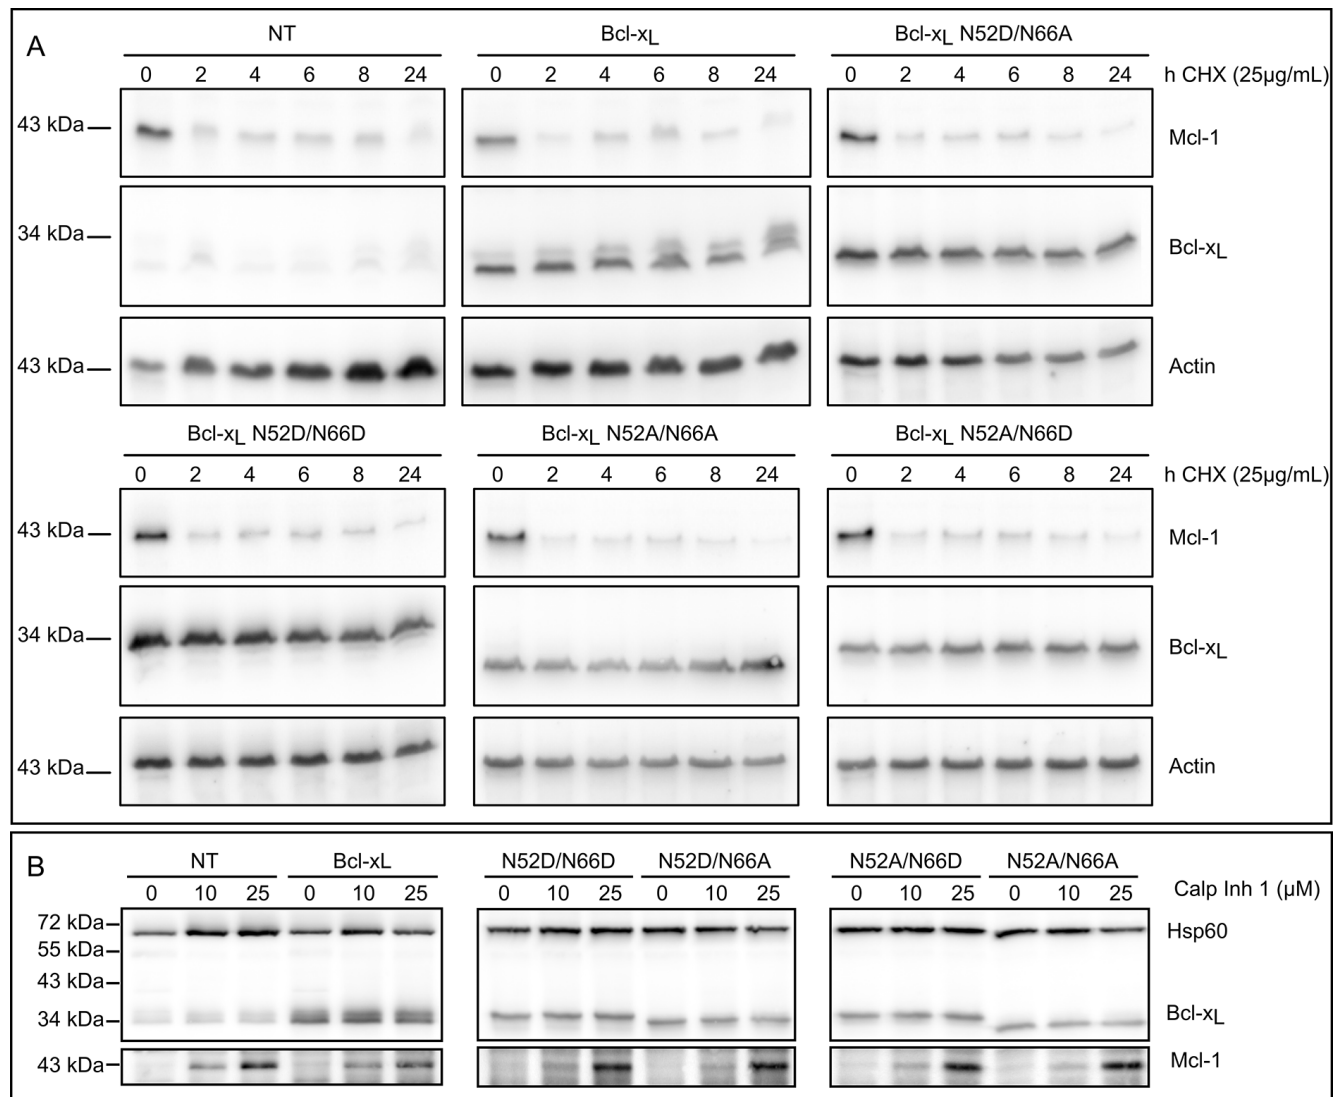 A
NT Bcl-xL Bcl-xL N52D/N66A
0 2 4 6 8 24 0 2 4 6 8 24 0 2 4 6 8 24 h CHX (25µg/mL)
43 kDa Mcl-1
34 kDa Bcl-xL
43 kDa Actin
Bcl-xL N52D/N66D Bcl-xL N52A/N66A Bcl-xL N52A/N66D
0 2 4 6 8 24 0 2 4 6 8 24 0 2 4 6 8 24 h CHX (25µg/mL)
43 kDa Mcl-1
34 kDa Bcl-xL
43 kDa Actin
B
NT Bcl-xL N52D/N66D N52D/N66A N52A/N66D N52A/N66A
0 10 25 0 10 25 0 10 25 0 10 25 0 10 25 0 10 25 Calp Inh 1 (µM)
72 kDa Hsp60
55 kDa
43 kDa
34 kDa Bcl-xL
43 kDa Mcl-1